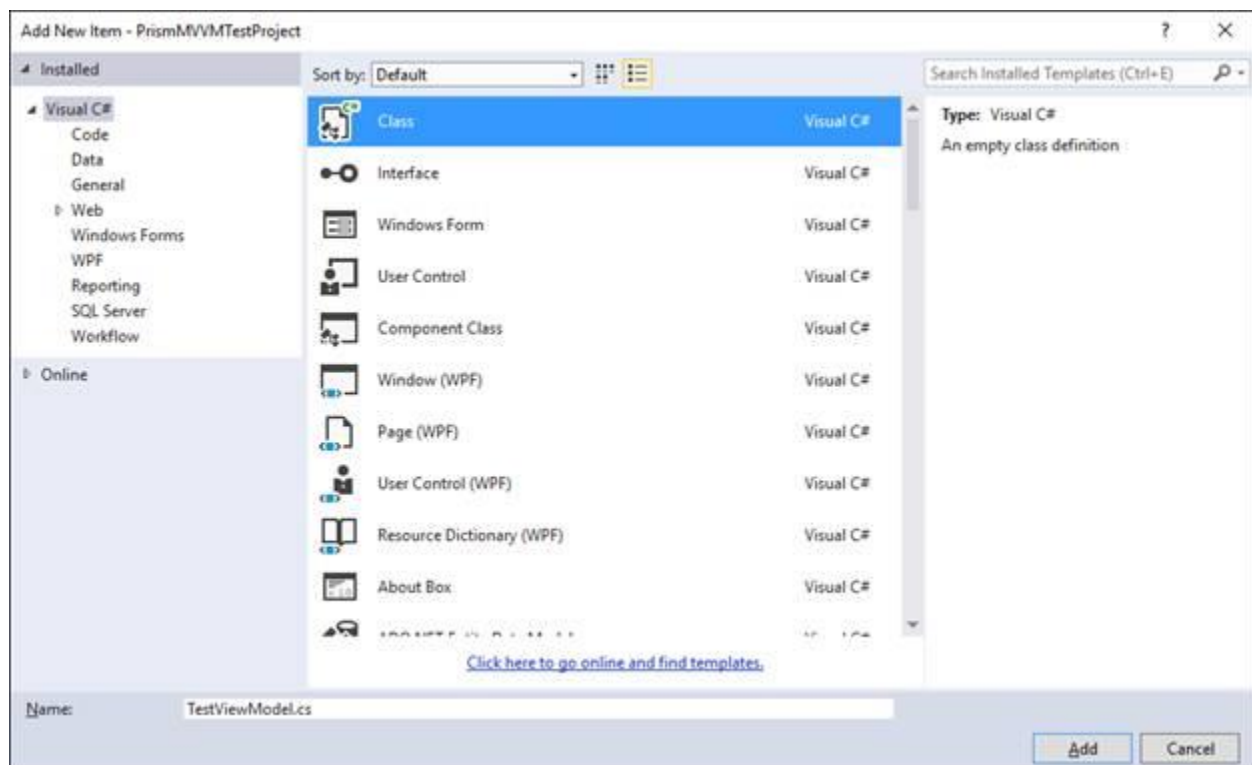 Add New Item - PrismMVVMTestProject
? ×
Installed
Sort by: Default
Search Installed Templates (Ctrl+E)
Visual C#
Code
Data
General
Web
Windows Forms
WPF
Reporting
SQL Server
Workflow
Online
Class Visual C#
Interface Visual C#
Windows Form Visual C#
User Control Visual C#
Component Class Visual C#
Window (WPF) Visual C#
Page (WPF) Visual C#
User Control (WPF) Visual C#
Resource Dictionary (WPF) Visual C#
About Box Visual C#
Click here to go online and find templates.
Type: Visual C#
An empty class definition
Name: TestViewModel.cs
Add Cancel